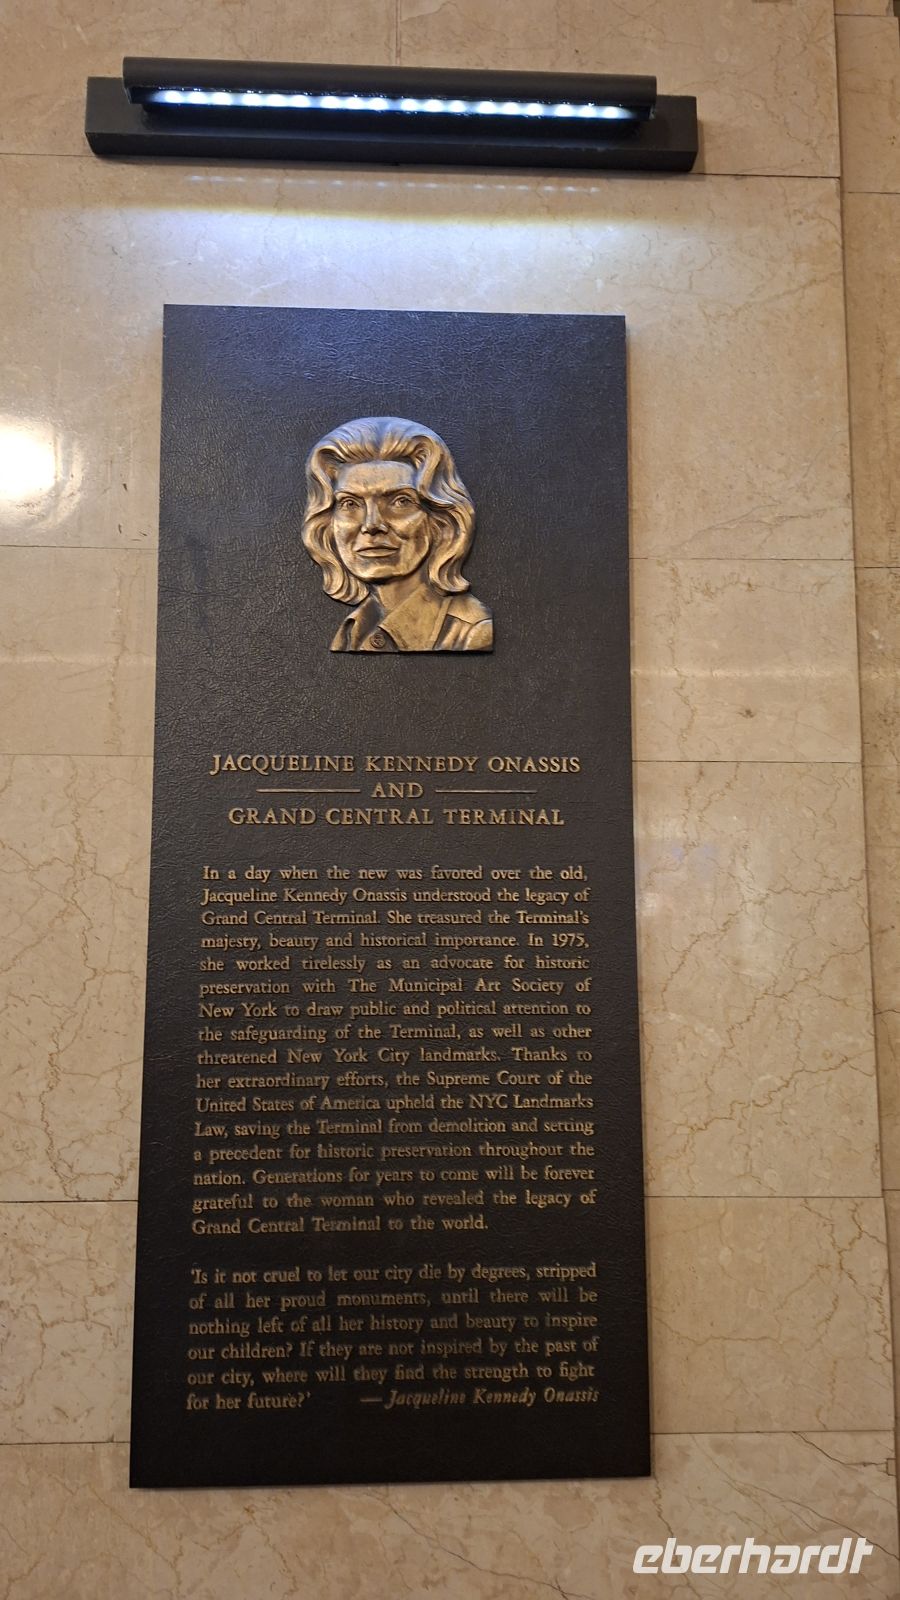 JACQUELINE KENNEDY ONASSIS
AND
GRAND CENTRAL TERMINAL
In a day when the new was favored over the old,
Jacqueline Kennedy Onassis understood the legacy of
Grand Central Terminal. She treasured the Terminal's
majesty, beauty and historical importance. In 1975,
she worked tirelessly as an advocate for historic
preservation with The Municipal Art Society of
New York to draw public and political attention to
the safeguarding of the Terminal, as well as other
threatened New York City landmarks. Thanks to
her extraordinary efforts, the Supreme Court of the
United States of America upheld the NYC Landmarks
Law, saving the Terminal from demolition and setting
a precedent for historic preservation throughout the
nation. Generations for years to come will be forever
grateful to the woman who revealed the legacy of
Grand Central Terminal to the world.
'Is it not cruel to let our city die by degrees, stripped
of all her proud monuments, until there will be
nothing left of all her history and beauty to inspire
our children? If they are not inspired by the past of
our city, where will they find the strength to fight
for her future?' — Jacqueline Kennedy Onassis
eberhardt